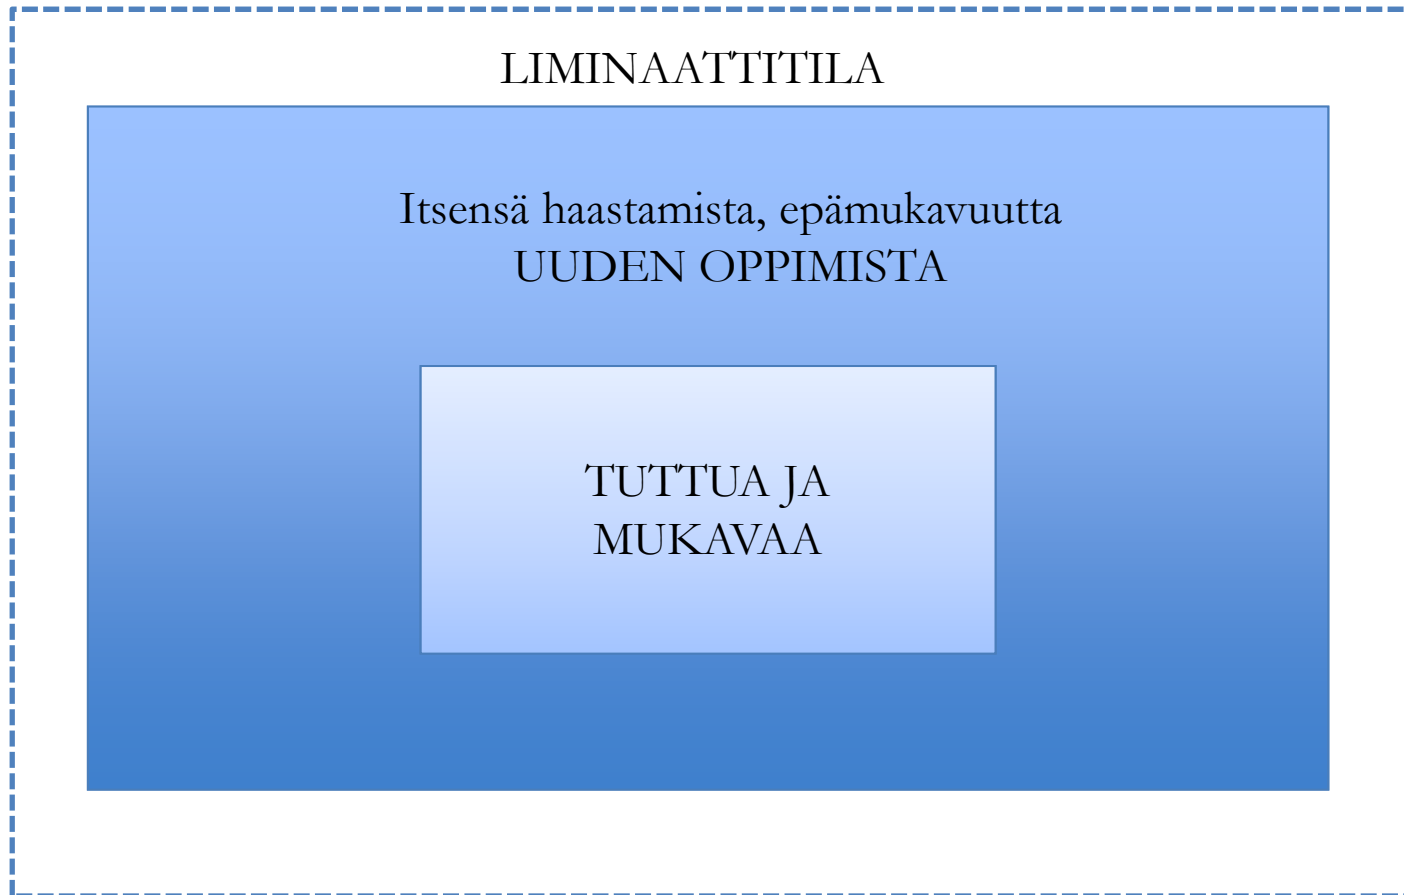 LIMINAATTITILA
Itsensä haastamista, epämukavuutta
UUDEN OPPIMISTA
TUTTUA JA
MUKAVAA